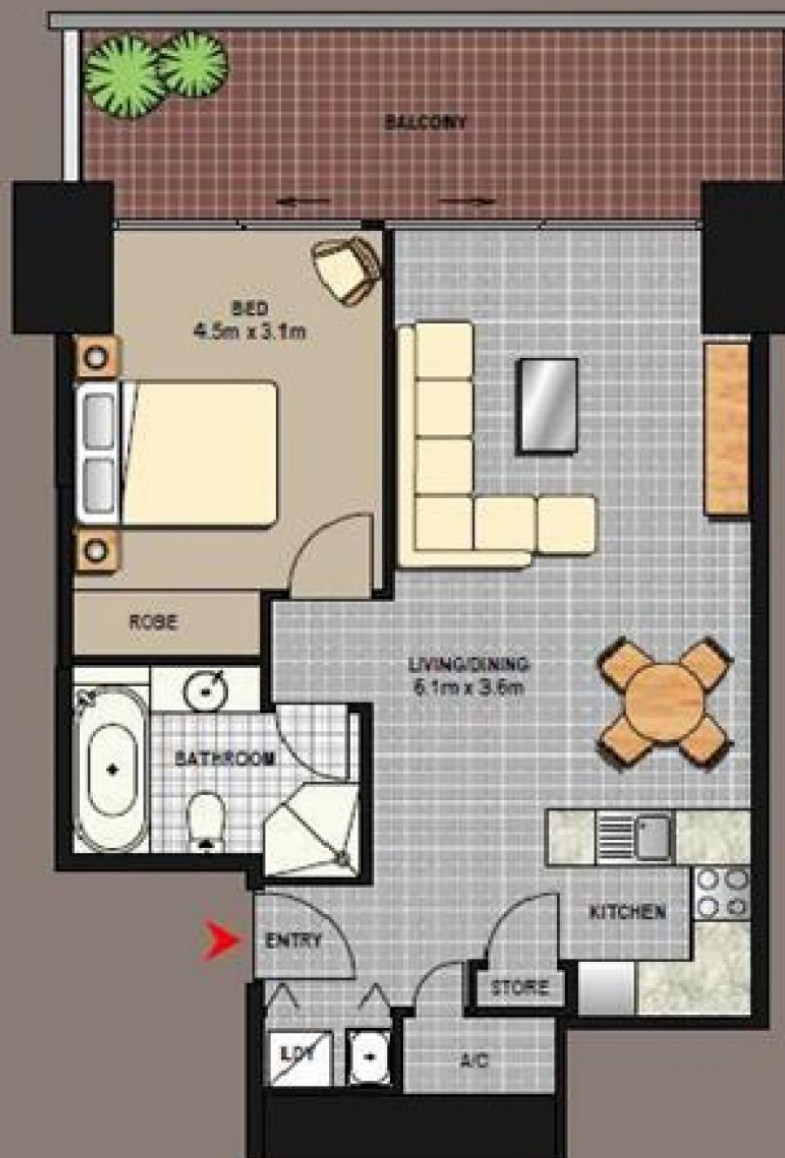 BALCONY
BED
4.5m x 3.1m
ROBE
LIVING/DINING
6.1m x 3.6m
BATHROOM
KITCHEN
ENTRY
STORE
LDY
A/C